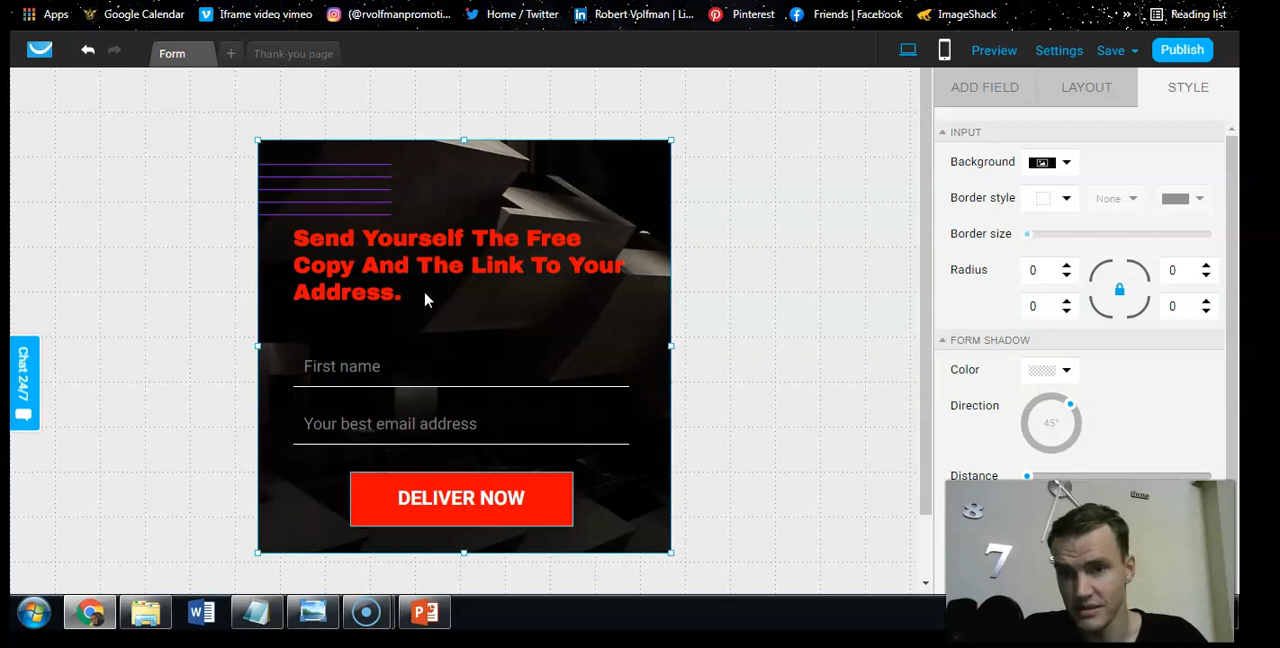 Apps
Google Calendar
Iframe video vimeo
(@rvolfmanpromoti...
Home / Twitter
Robert Volfman | Li...
Pinterest
Friends | Facebook
ImageShack
»
Reading list
Form
+
Thank-you page
Preview
Settings
Save
Publish
ADD FIELD
LAYOUT
STYLE
INPUT
Background
Border style
None
Border size
Radius
0
0
0
0
FORM SHADOW
Color
Direction
45°
Distance
Send Yourself The Free
Copy And The Link To Your
Address.
First name
Your best email address
DELIVER NOW
Chat 24/7
three
8
7